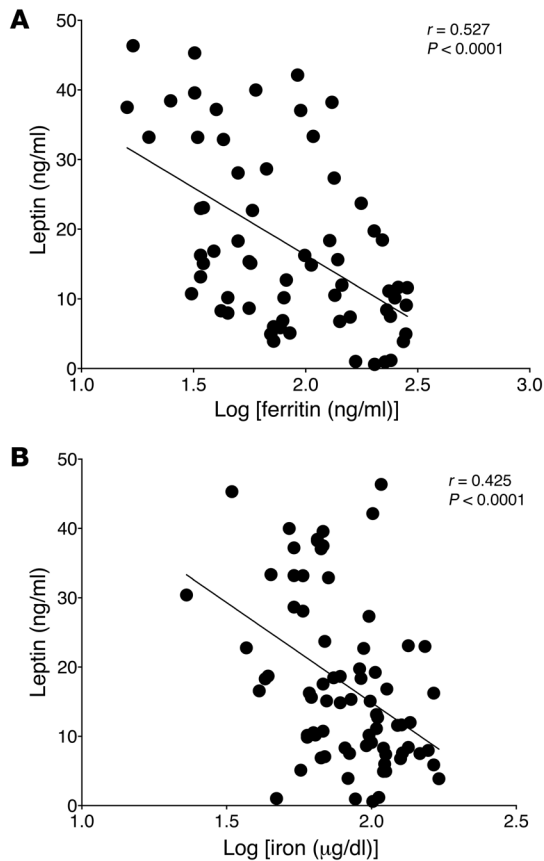 A
r = 0.527
P < 0.0001
50
40
30
20
10
0
Leptin (ng/ml)
1.0 1.5 2.0 2.5 3.0
Log [ferritin (ng/ml)]
B
r = 0.425
P < 0.0001
50
40
30
20
10
0
Leptin (ng/ml)
1.0 1.5 2.0 2.5
Log [iron (μg/dl)]